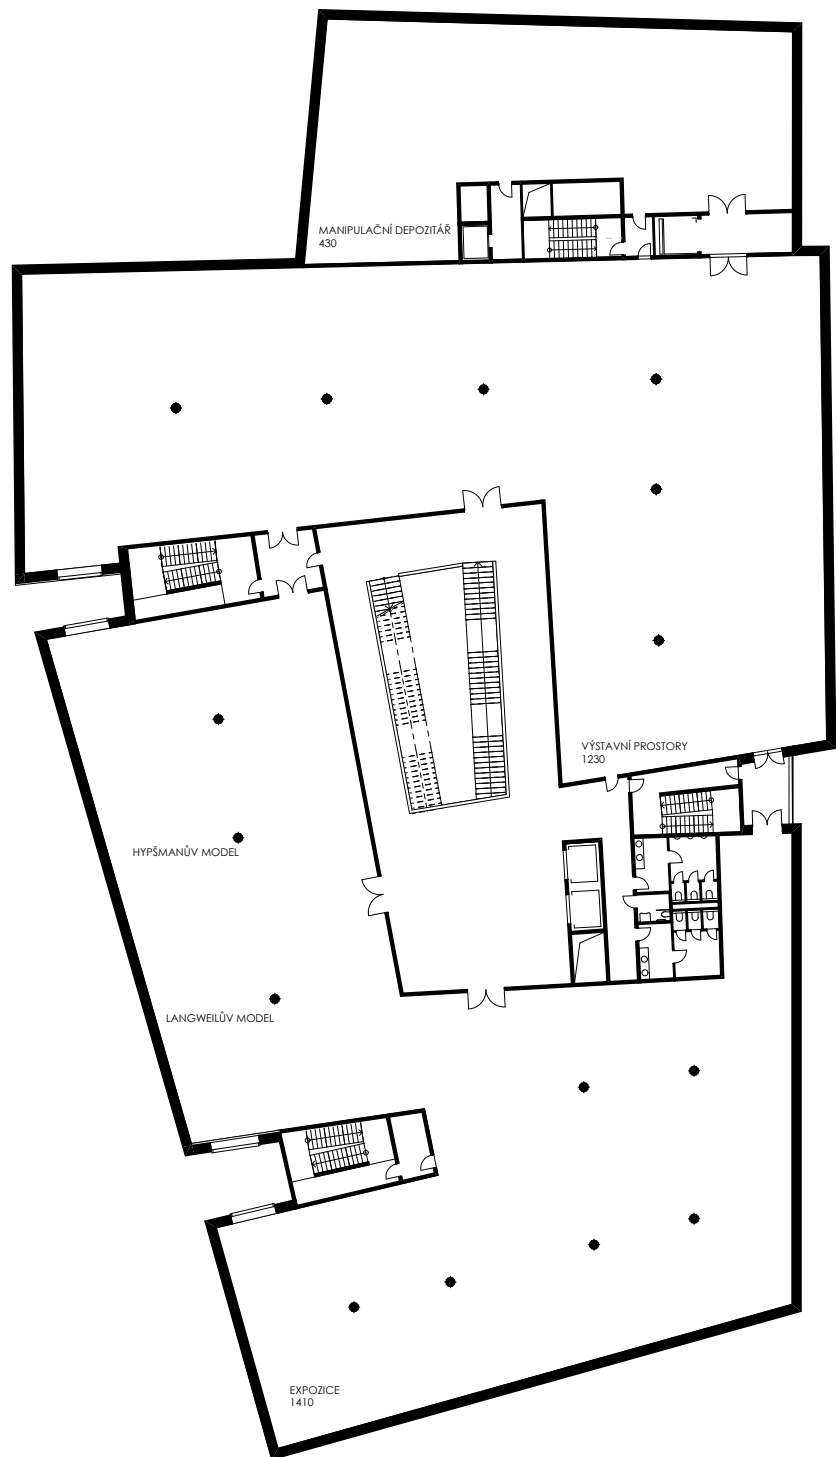 MANIPULAČNÍ DEPOZITÁŘ
430
VÝSTAVNÍ PROSTORY
1230
HYPŠMANŮV MODEL
LANGWEILŮV MODEL
EXPOZICE
1410